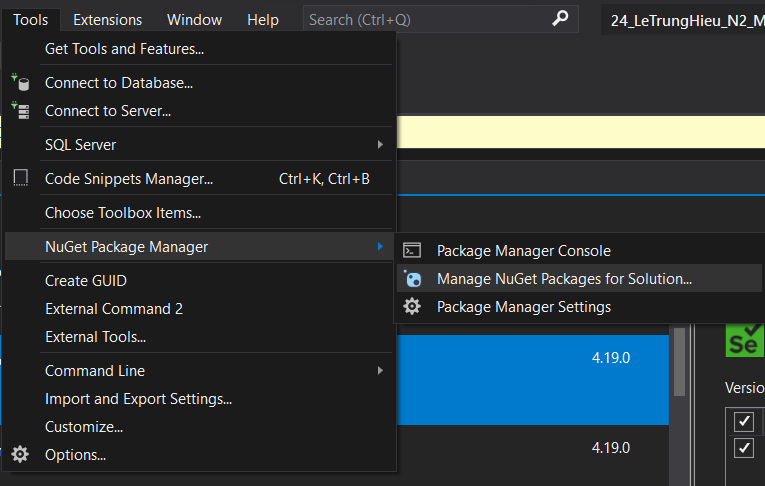 Tools Extensions Window Help Search (Ctrl+Q) 24_LeTrungHieu_N2_M
Get Tools and Features...
Connect to Database...
Connect to Server...
SQL Server
Code Snippets Manager... Ctrl+K, Ctrl+B
Choose Toolbox Items...
NuGet Package Manager
Package Manager Console
Manage NuGet Packages for Solution...
Package Manager Settings
Create GUID
External Command 2
External Tools...
Command Line
Import and Export Settings...
Customize...
Options...
4.19.0
4.19.0
Se
Versio